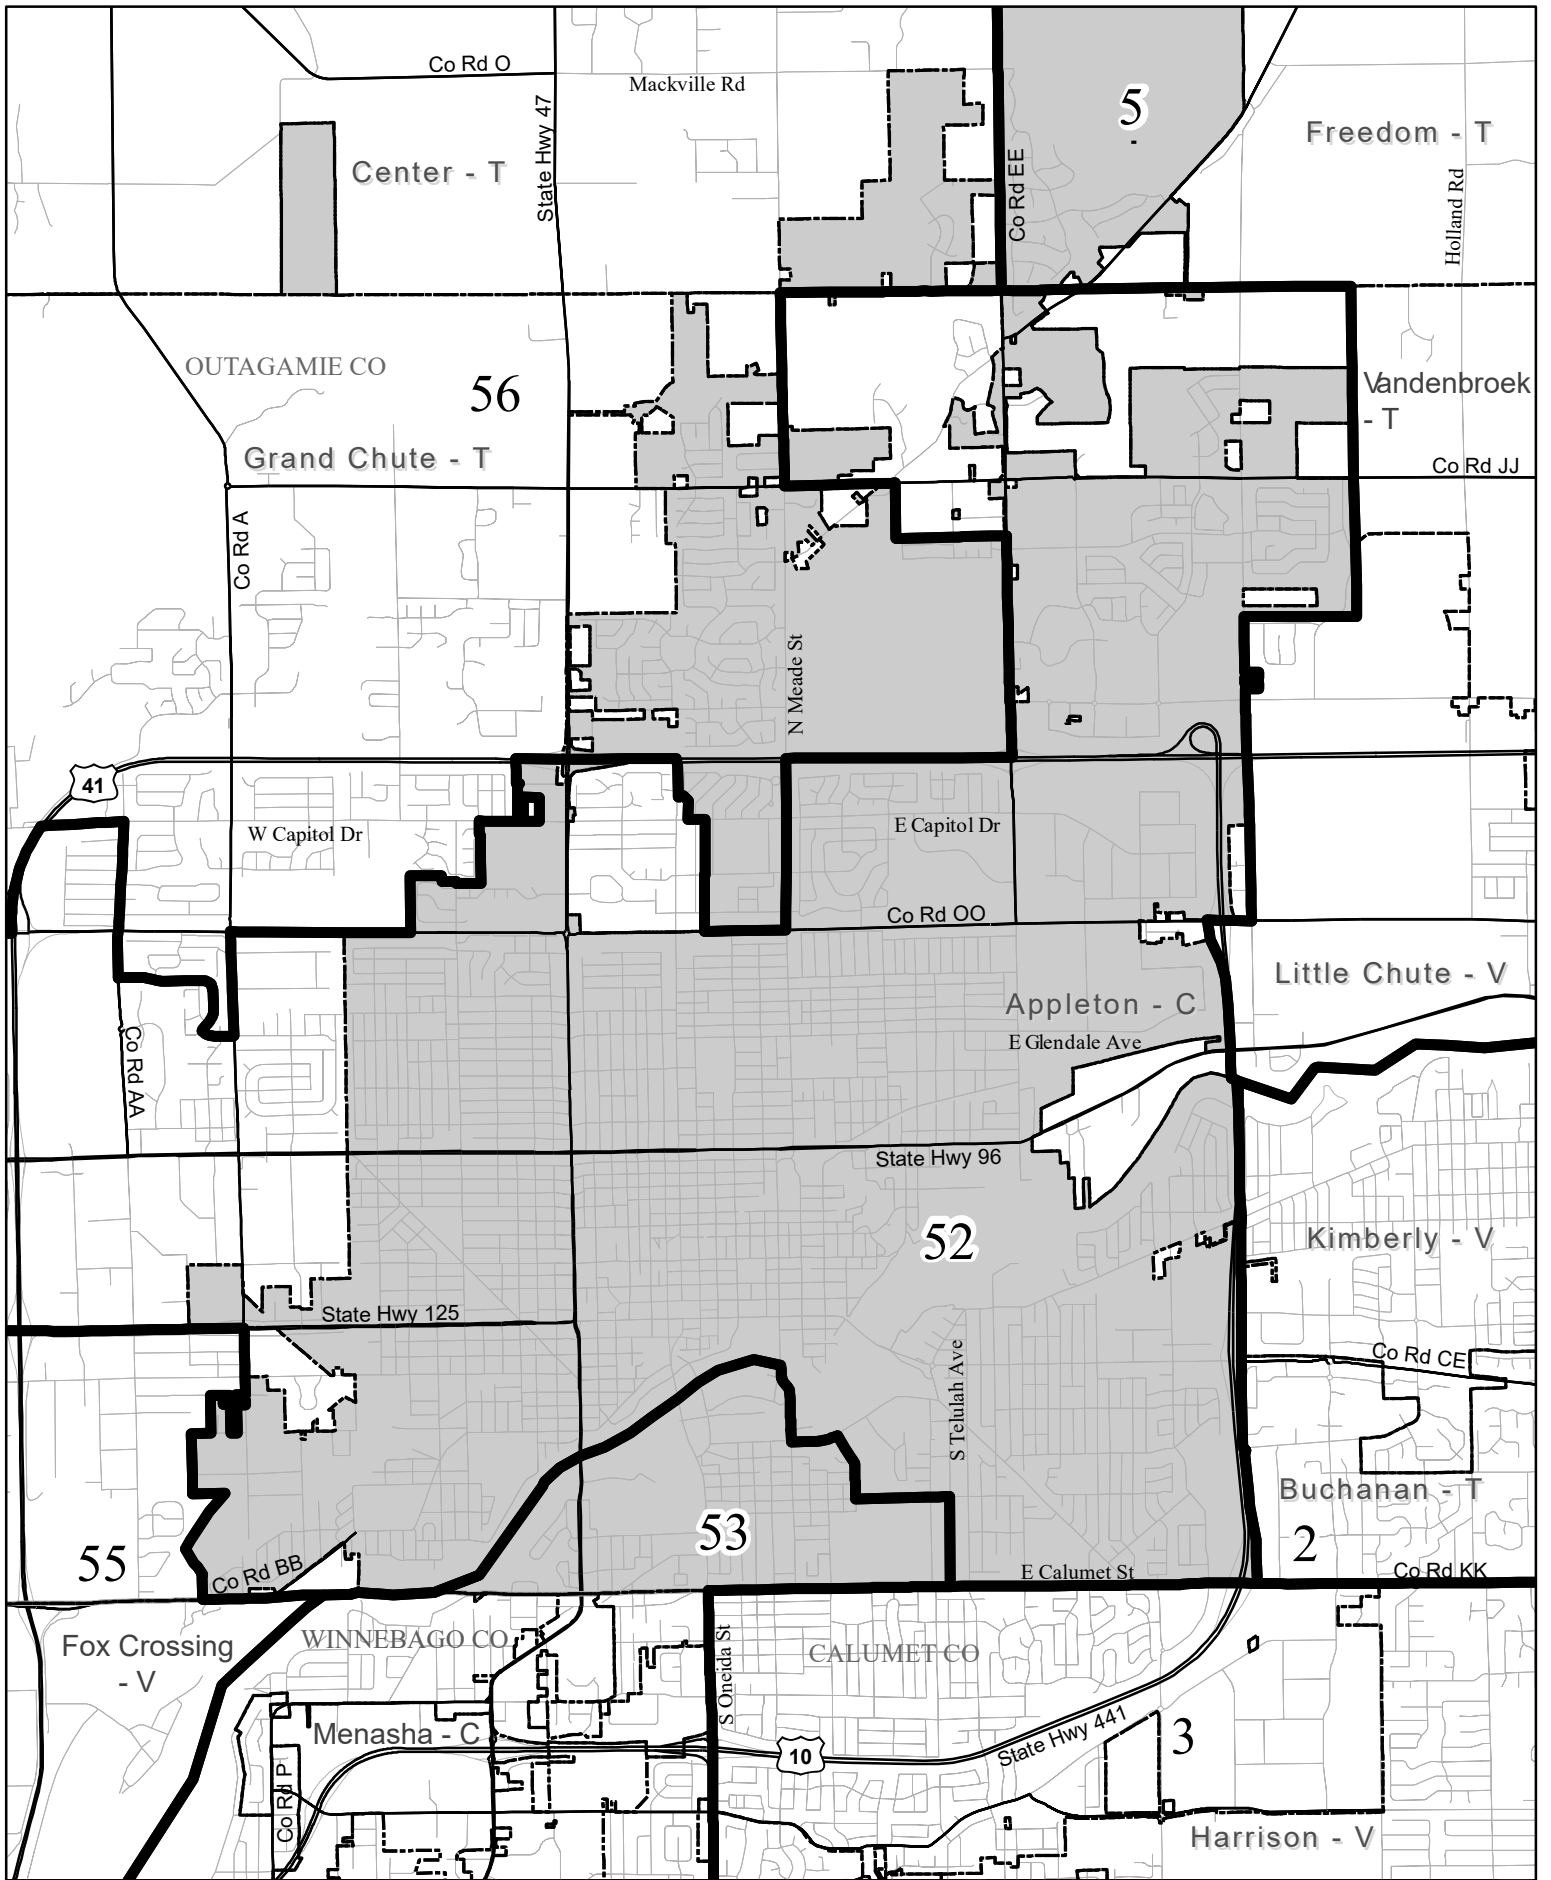 Co Rd O
Mackville Rd
5
Freedom - T
State Hwy 47
Center - T
Co Rd EE
Holland Rd
OUTAGAMIE CO
56
Vandenbroek
- T
Grand Chute - T
Co Rd JJ
Co Rd A
N Meade St
41
W Capitol Dr
E Capitol Dr
Co Rd OO
Little Chute - V
Appleton - C
E Glendale Ave
Co Rd AA
State Hwy 96
52
Kimberly - V
State Hwy 125
S Telulah Ave
Co Rd CE
Buchanan - T
53
2
55
Co Rd BB
E Calumet St
Co Rd KK
Fox Crossing
- V
WINNEBAGO CO
CALUMET CO
S Oneida St
Menasha - C
State Hwy 441
3
10
Co Rd P
Harrison - V